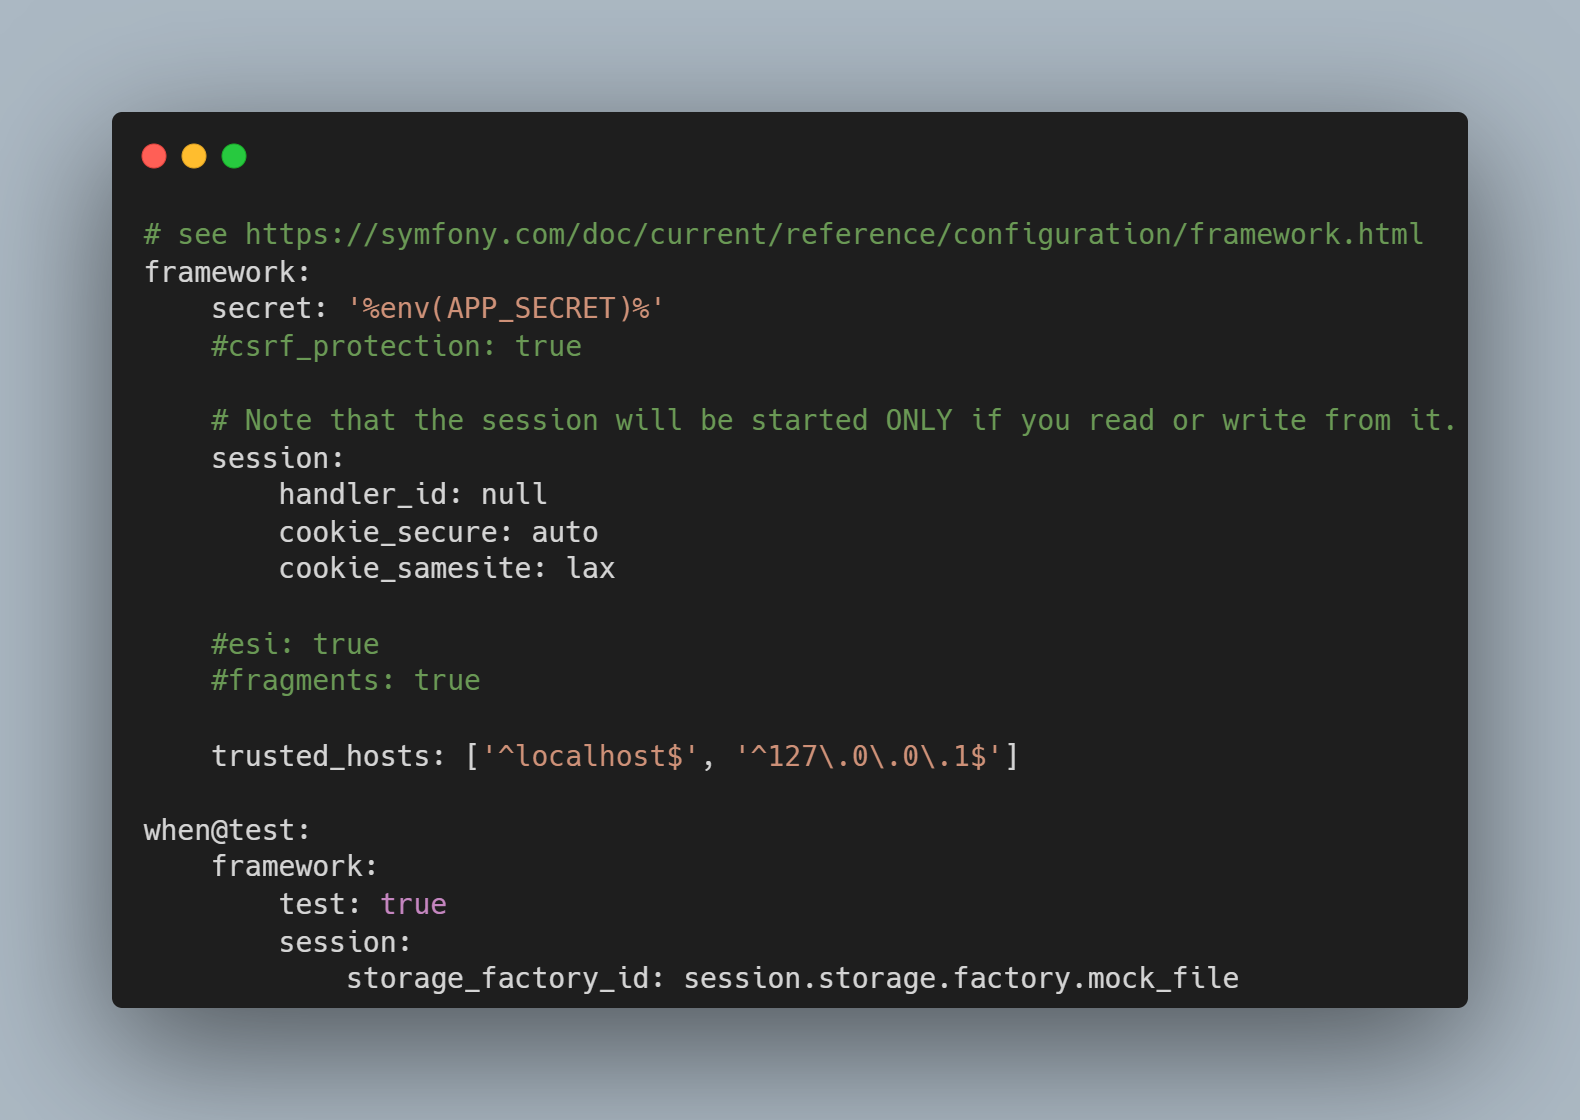 # see https://symfony.com/doc/current/reference/configuration/framework.html
framework:
    secret: '%env(APP_SECRET)%'
    #csrf_protection: true

    # Note that the session will be started ONLY if you read or write from it.
    session:
        handler_id: null
        cookie_secure: auto
        cookie_samesite: lax

    #esi: true
    #fragments: true

    trusted_hosts: ['^localhost$', '^127\.0\.0\.1$']

when@test:
    framework:
        test: true
        session:
            storage_factory_id: session.storage.factory.mock_file